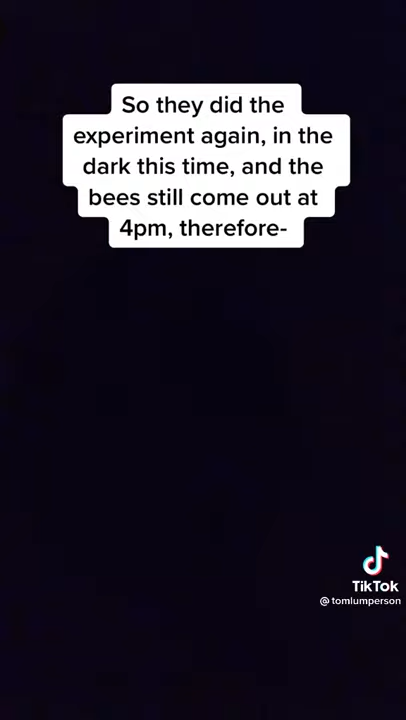 So they did the
experiment again, in the
dark this time, and the
bees still come out at
4pm, therefore-
TikTok
@ tomlumperson